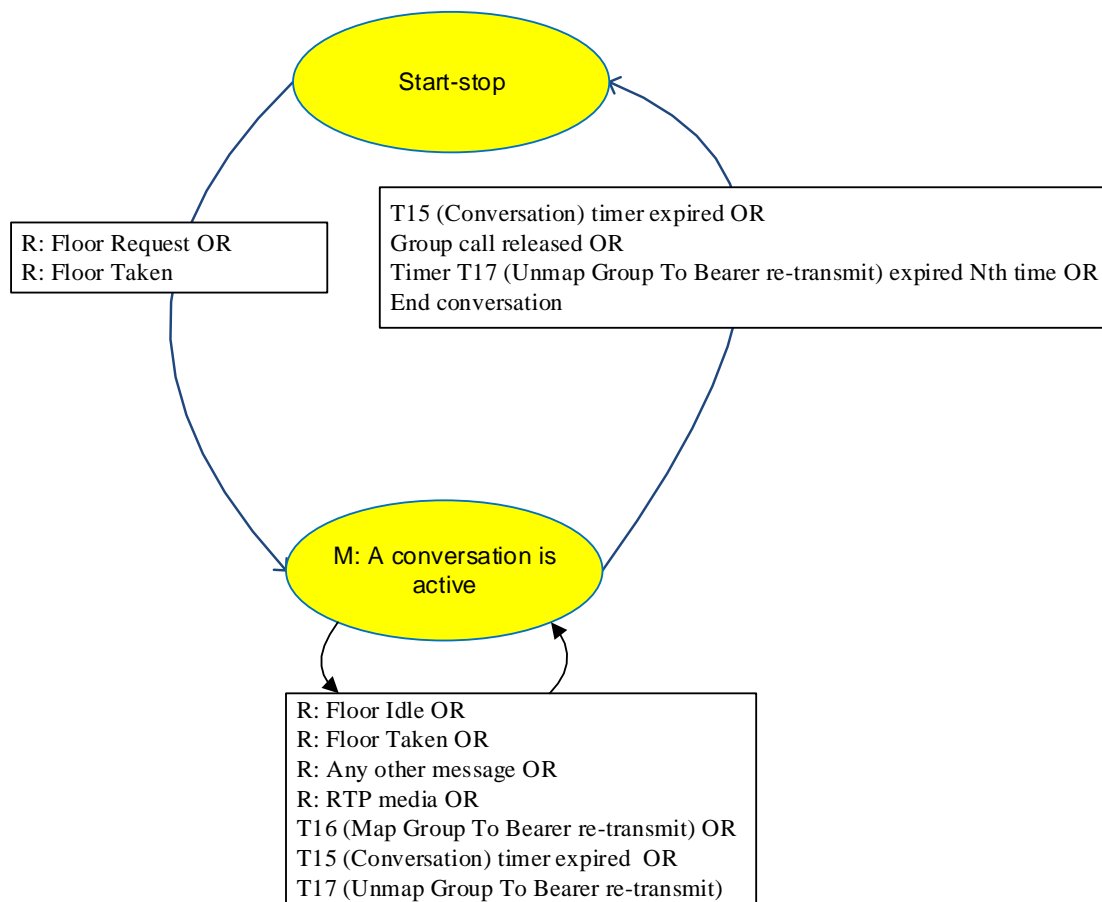 Start-stop
R: Floor Request OR
R: Floor Taken
T15 (Conversation) timer expired OR
Group call released OR
Timer T17 (Unmap Group To Bearer re-transmit) expired Nth time OR
End conversation
M: A conversation is
active
R: Floor Idle OR
R: Floor Taken OR
R: Any other message OR
R: RTP media OR
T16 (Map Group To Bearer re-transmit) OR
T15 (Conversation) timer expired  OR
T17 (Unmap Group To Bearer re-transmit)